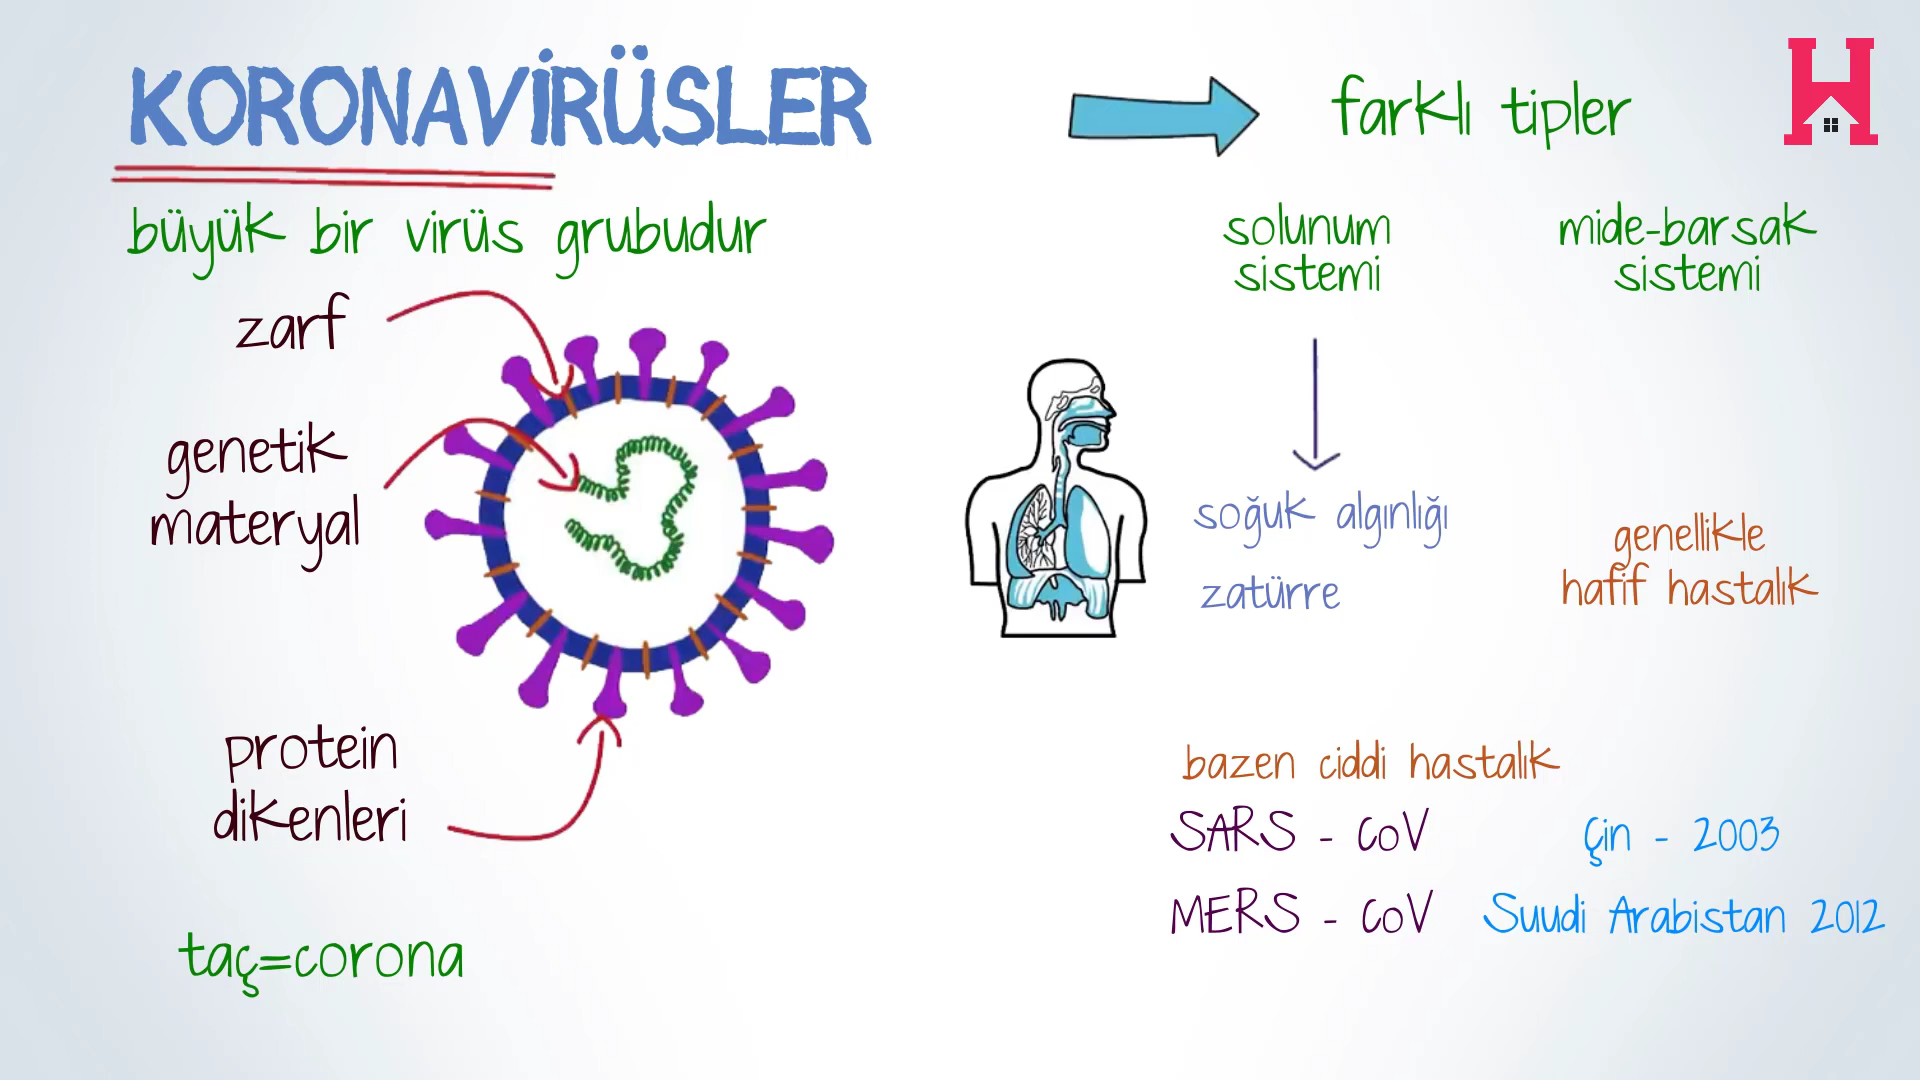 KORONAVİRÜSLER
büyük bir virüs grubudur
zarf
genetik
materyal
protein
dikenleri
taç=corona
farklı tipler
solunum
sistemi
mide-barsak
sistemi
soğuk algınlığı
zatürre
genellikle
hafif hastalık
bazen ciddi hastalık
SARS - CoV
Çin - 2003
MERS - CoV
Suudi Arabistan 2012
H